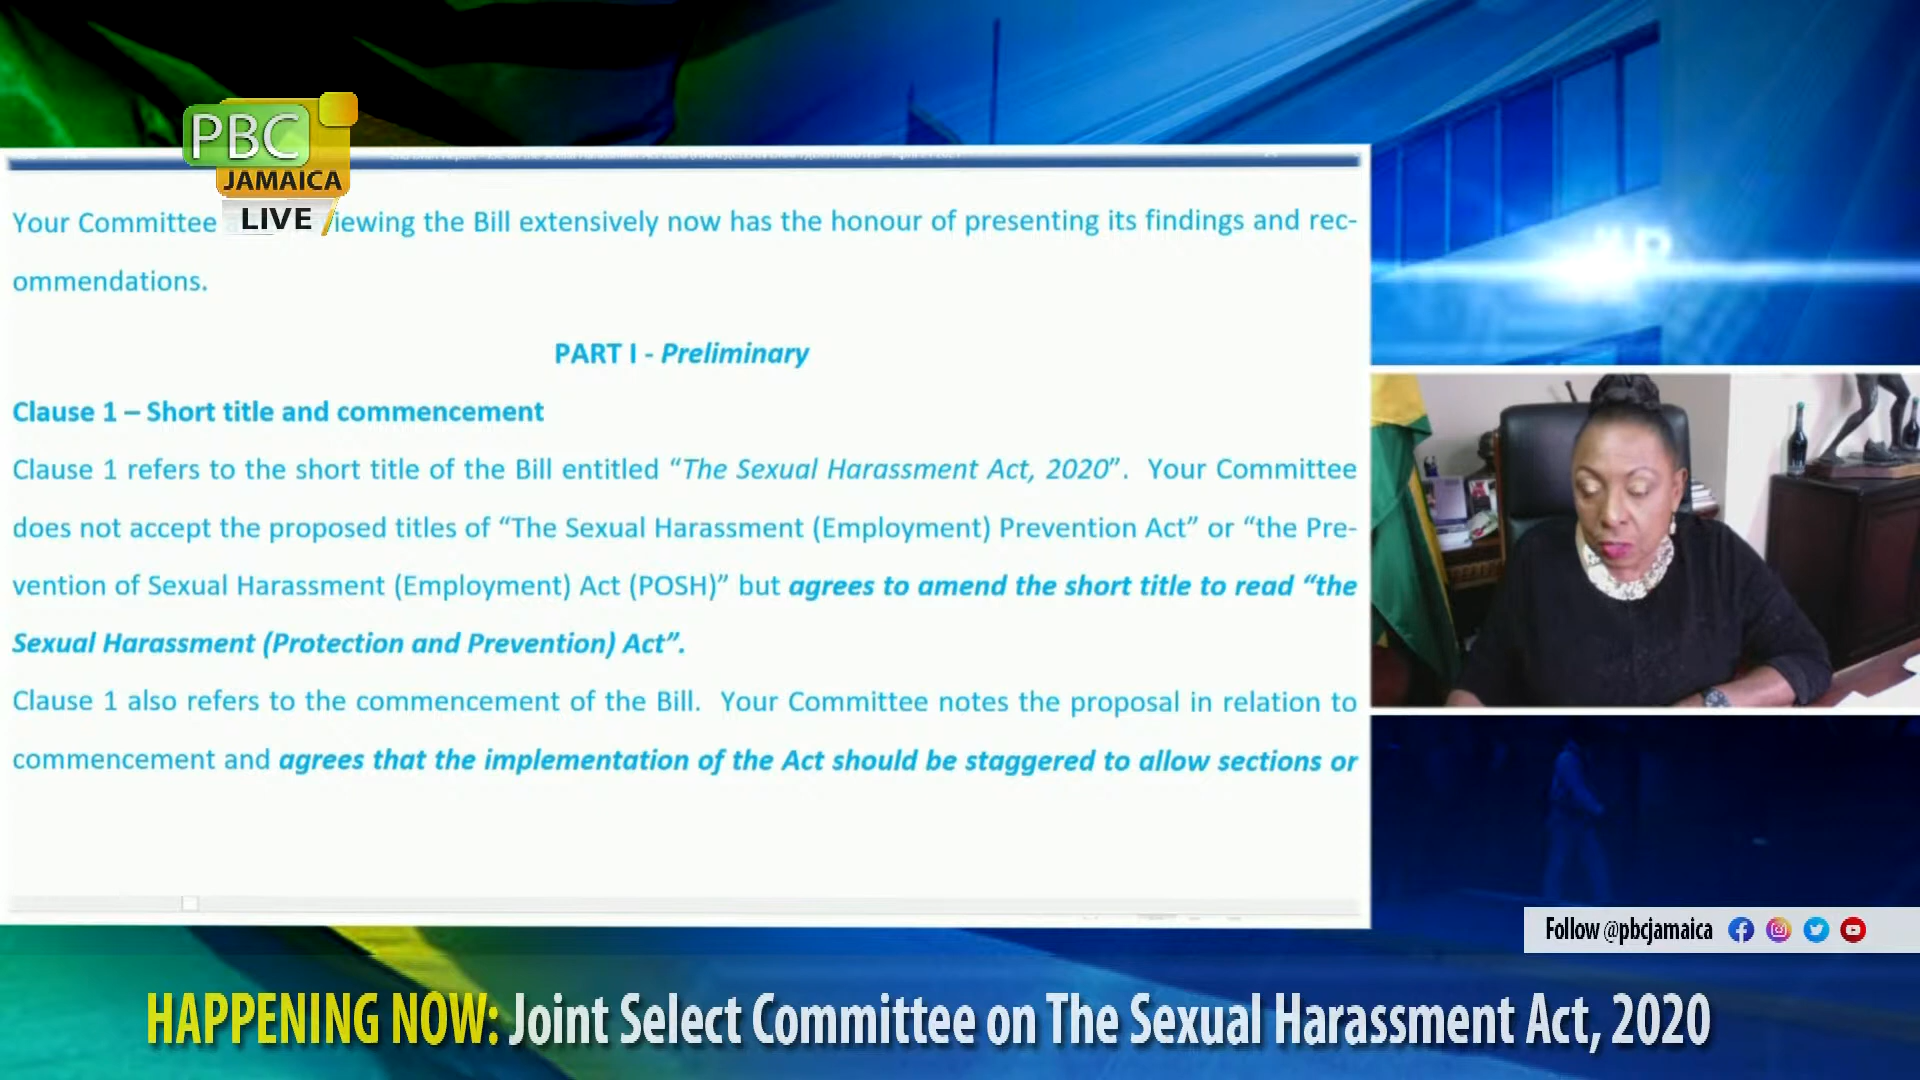 PBC
JAMAICA
LIVE
Your Committee viewing the Bill extensively now has the honour of presenting its findings and rec-
ommendations.
PART I - Preliminary
Clause 1 – Short title and commencement
Clause 1 refers to the short title of the Bill entitled “The Sexual Harassment Act, 2020”. Your Committee
does not accept the proposed titles of “The Sexual Harassment (Employment) Prevention Act” or “the Pre-
vention of Sexual Harassment (Employment) Act (POSH)” but agrees to amend the short title to read “the
Sexual Harassment (Protection and Prevention) Act”.
Clause 1 also refers to the commencement of the Bill. Your Committee notes the proposal in relation to
commencement and agrees that the implementation of the Act should be staggered to allow sections or
Follow @pbcjamaica
HAPPENING NOW: Joint Select Committee on The Sexual Harassment Act, 2020